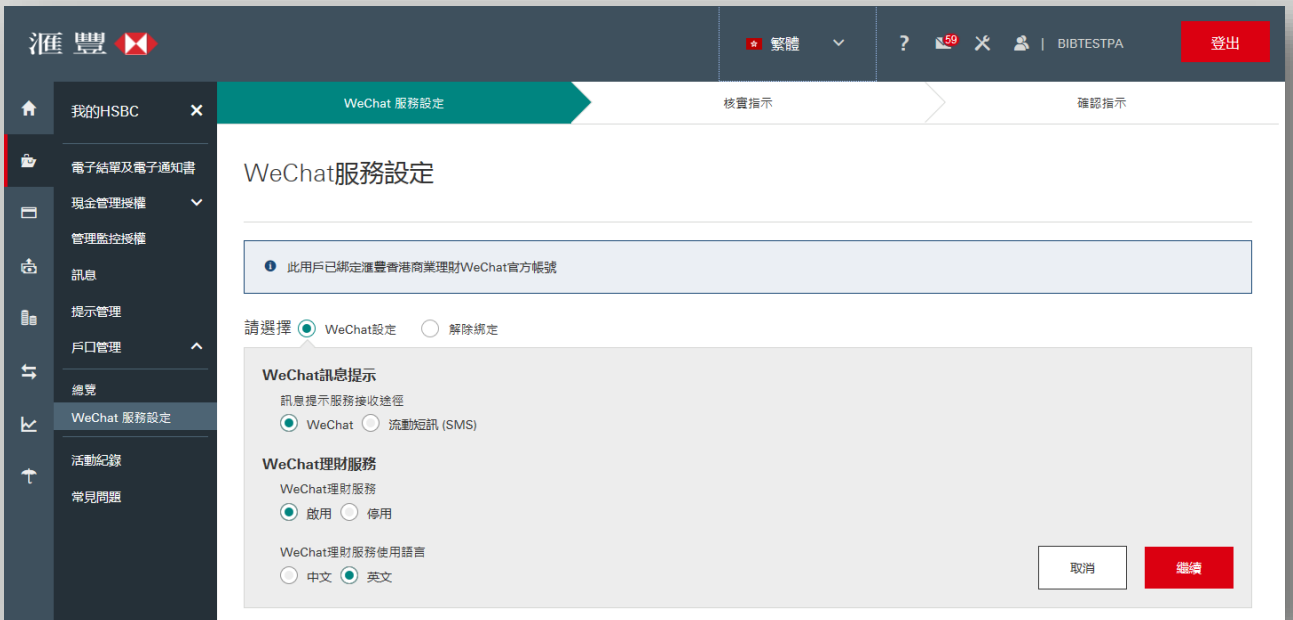 滙豐
繁體
? 59 | BIBTESTPA
登出
我的HSBC
電子結單及電子通知書
現金管理授權
管理監控授權
訊息
提示管理
戶口管理
總覽
WeChat 服務設定
活動紀錄
常見問題
WeChat 服務設定
核實指示
確認指示
WeChat服務設定
此用戶已綁定滙豐香港商業理財WeChat官方帳號
請選擇 WeChat設定 解除綁定
WeChat訊息提示
訊息提示服務接收途徑
WeChat 流動短訊 (SMS)
WeChat理財服務
WeChat理財服務
啟用 停用
WeChat理財服務使用語言
中文 英文
取消
繼續